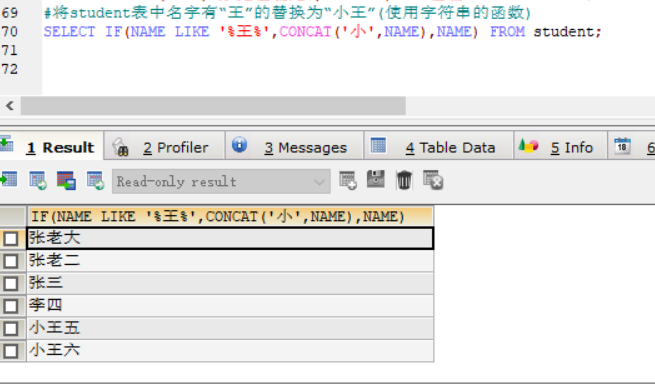 69 #将student表中名字有“王”的替换为“小王”(使用字符串的函数)
70 SELECT IF(NAME LIKE '%王%',CONCAT('小',NAME),NAME) FROM student;
71
72
1 Result 2 Profiler 3 Messages 4 Table Data 5 Info 18 6
Read-only result
IF(NAME LIKE '%王%',CONCAT('小',NAME),NAME)
张老大
张老二
张三
李四
小王五
小王六